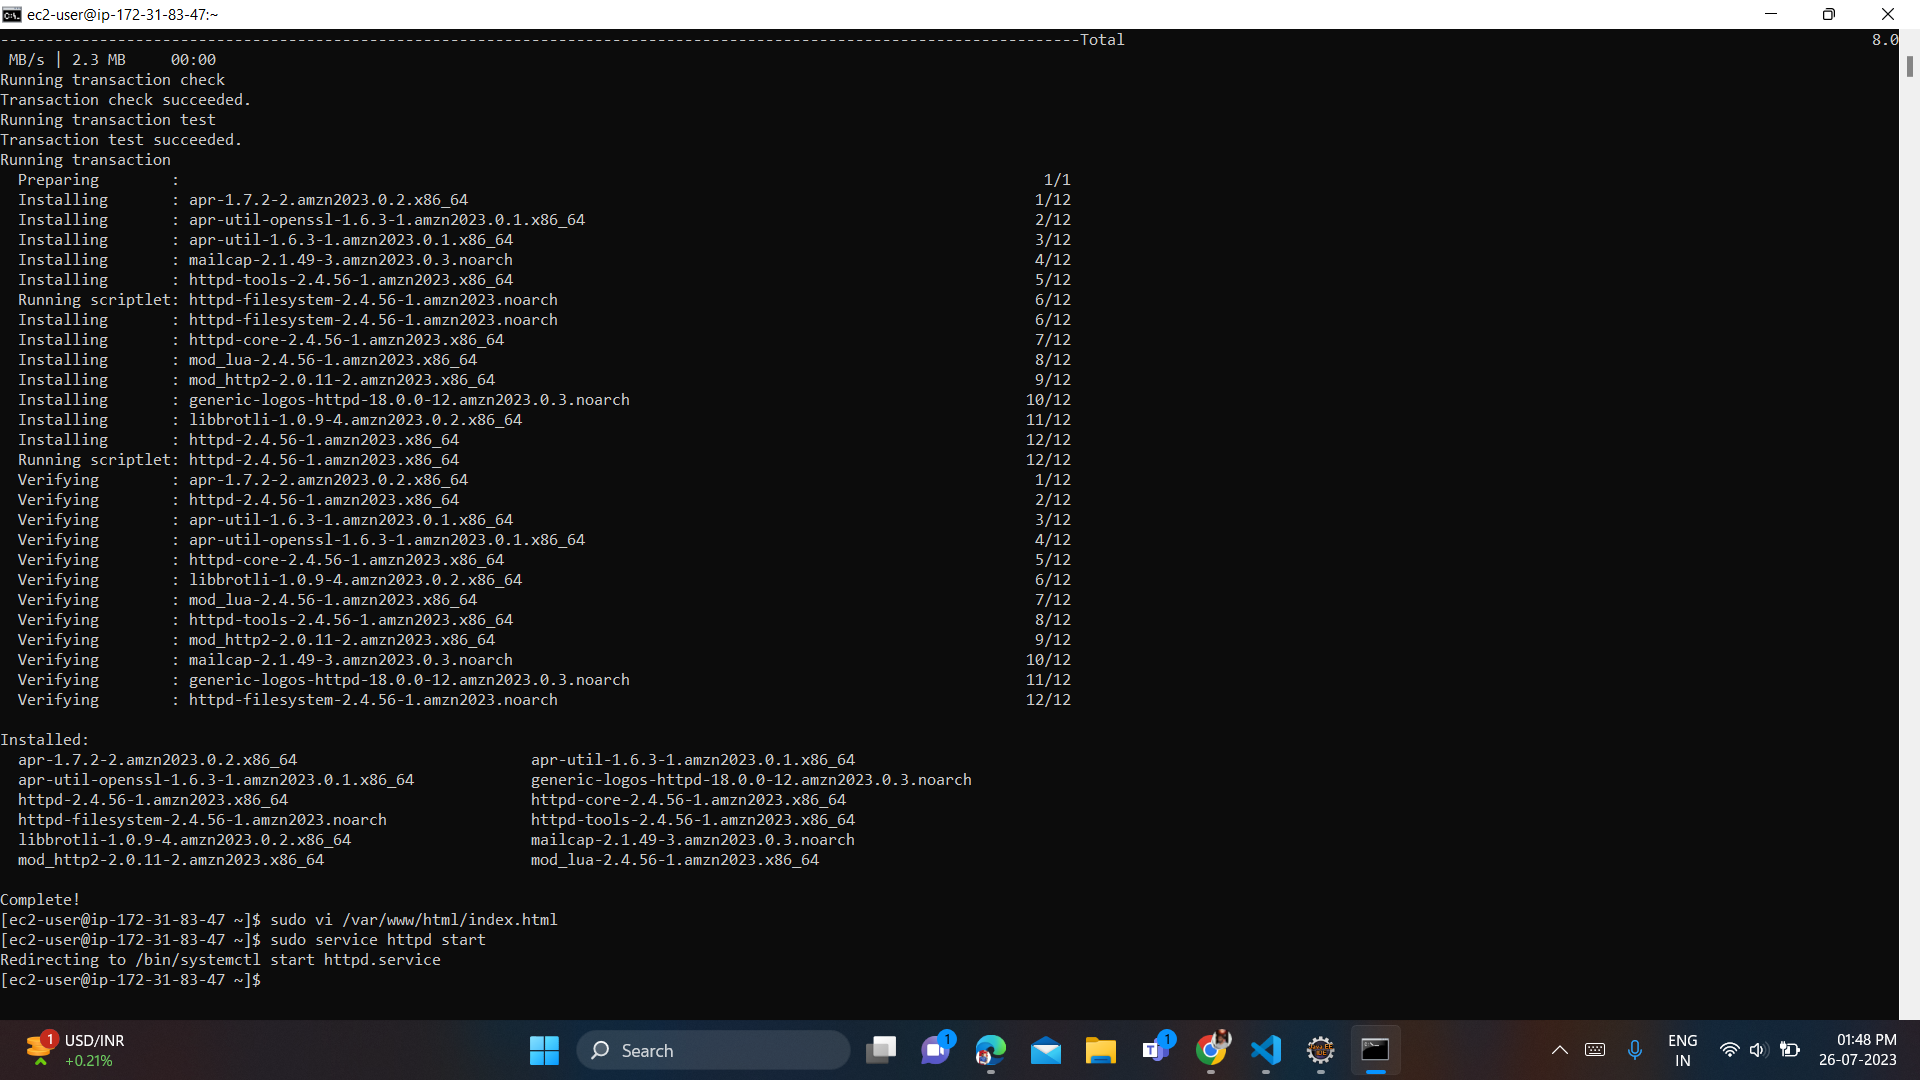 ec2-user@ip-172-31-83-47:~
------------------------------------------------------------------------------------------------------------------------Total 8.0
MB/s | 2.3 MB 00:00
Running transaction check
Transaction check succeeded.
Running transaction test
Transaction test succeeded.
Running transaction
Preparing : 1/1
Installing : apr-1.7.2-2.amzn2023.0.2.x86_64 1/12
Installing : apr-util-openssl-1.6.3-1.amzn2023.0.1.x86_64 2/12
Installing : apr-util-1.6.3-1.amzn2023.0.1.x86_64 3/12
Installing : mailcap-2.1.49-3.amzn2023.0.3.noarch 4/12
Installing : httpd-tools-2.4.56-1.amzn2023.x86_64 5/12
Running scriptlet: httpd-filesystem-2.4.56-1.amzn2023.noarch 6/12
Installing : httpd-filesystem-2.4.56-1.amzn2023.noarch 6/12
Installing : httpd-core-2.4.56-1.amzn2023.x86_64 7/12
Installing : mod_lua-2.4.56-1.amzn2023.x86_64 8/12
Installing : mod_http2-2.0.11-2.amzn2023.x86_64 9/12
Installing : generic-logos-httpd-18.0.0-12.amzn2023.0.3.noarch 10/12
Installing : libbrotli-1.0.9-4.amzn2023.0.2.x86_64 11/12
Installing : httpd-2.4.56-1.amzn2023.x86_64 12/12
Running scriptlet: httpd-2.4.56-1.amzn2023.x86_64 12/12
Verifying : apr-1.7.2-2.amzn2023.0.2.x86_64 1/12
Verifying : httpd-2.4.56-1.amzn2023.x86_64 2/12
Verifying : apr-util-1.6.3-1.amzn2023.0.1.x86_64 3/12
Verifying : apr-util-openssl-1.6.3-1.amzn2023.0.1.x86_64 4/12
Verifying : httpd-core-2.4.56-1.amzn2023.x86_64 5/12
Verifying : libbrotli-1.0.9-4.amzn2023.0.2.x86_64 6/12
Verifying : mod_lua-2.4.56-1.amzn2023.x86_64 7/12
Verifying : httpd-tools-2.4.56-1.amzn2023.x86_64 8/12
Verifying : mod_http2-2.0.11-2.amzn2023.x86_64 9/12
Verifying : mailcap-2.1.49-3.amzn2023.0.3.noarch 10/12
Verifying : generic-logos-httpd-18.0.0-12.amzn2023.0.3.noarch 11/12
Verifying : httpd-filesystem-2.4.56-1.amzn2023.noarch 12/12
Installed:
apr-1.7.2-2.amzn2023.0.2.x86_64 apr-util-1.6.3-1.amzn2023.0.1.x86_64
apr-util-openssl-1.6.3-1.amzn2023.0.1.x86_64 generic-logos-httpd-18.0.0-12.amzn2023.0.3.noarch
httpd-2.4.56-1.amzn2023.x86_64 httpd-core-2.4.56-1.amzn2023.x86_64
httpd-filesystem-2.4.56-1.amzn2023.noarch httpd-tools-2.4.56-1.amzn2023.x86_64
libbrotli-1.0.9-4.amzn2023.0.2.x86_64 mailcap-2.1.49-3.amzn2023.0.3.noarch
mod_http2-2.0.11-2.amzn2023.x86_64 mod_lua-2.4.56-1.amzn2023.x86_64
Complete!
[ec2-user@ip-172-31-83-47 ~]$ sudo vi /var/www/html/index.html
[ec2-user@ip-172-31-83-47 ~]$ sudo service httpd start
Redirecting to /bin/systemctl start httpd.service
[ec2-user@ip-172-31-83-47 ~]$
1 USD/INR
+0.21%
Search
1
1
ENG
IN
01:48 PM
26-07-2023